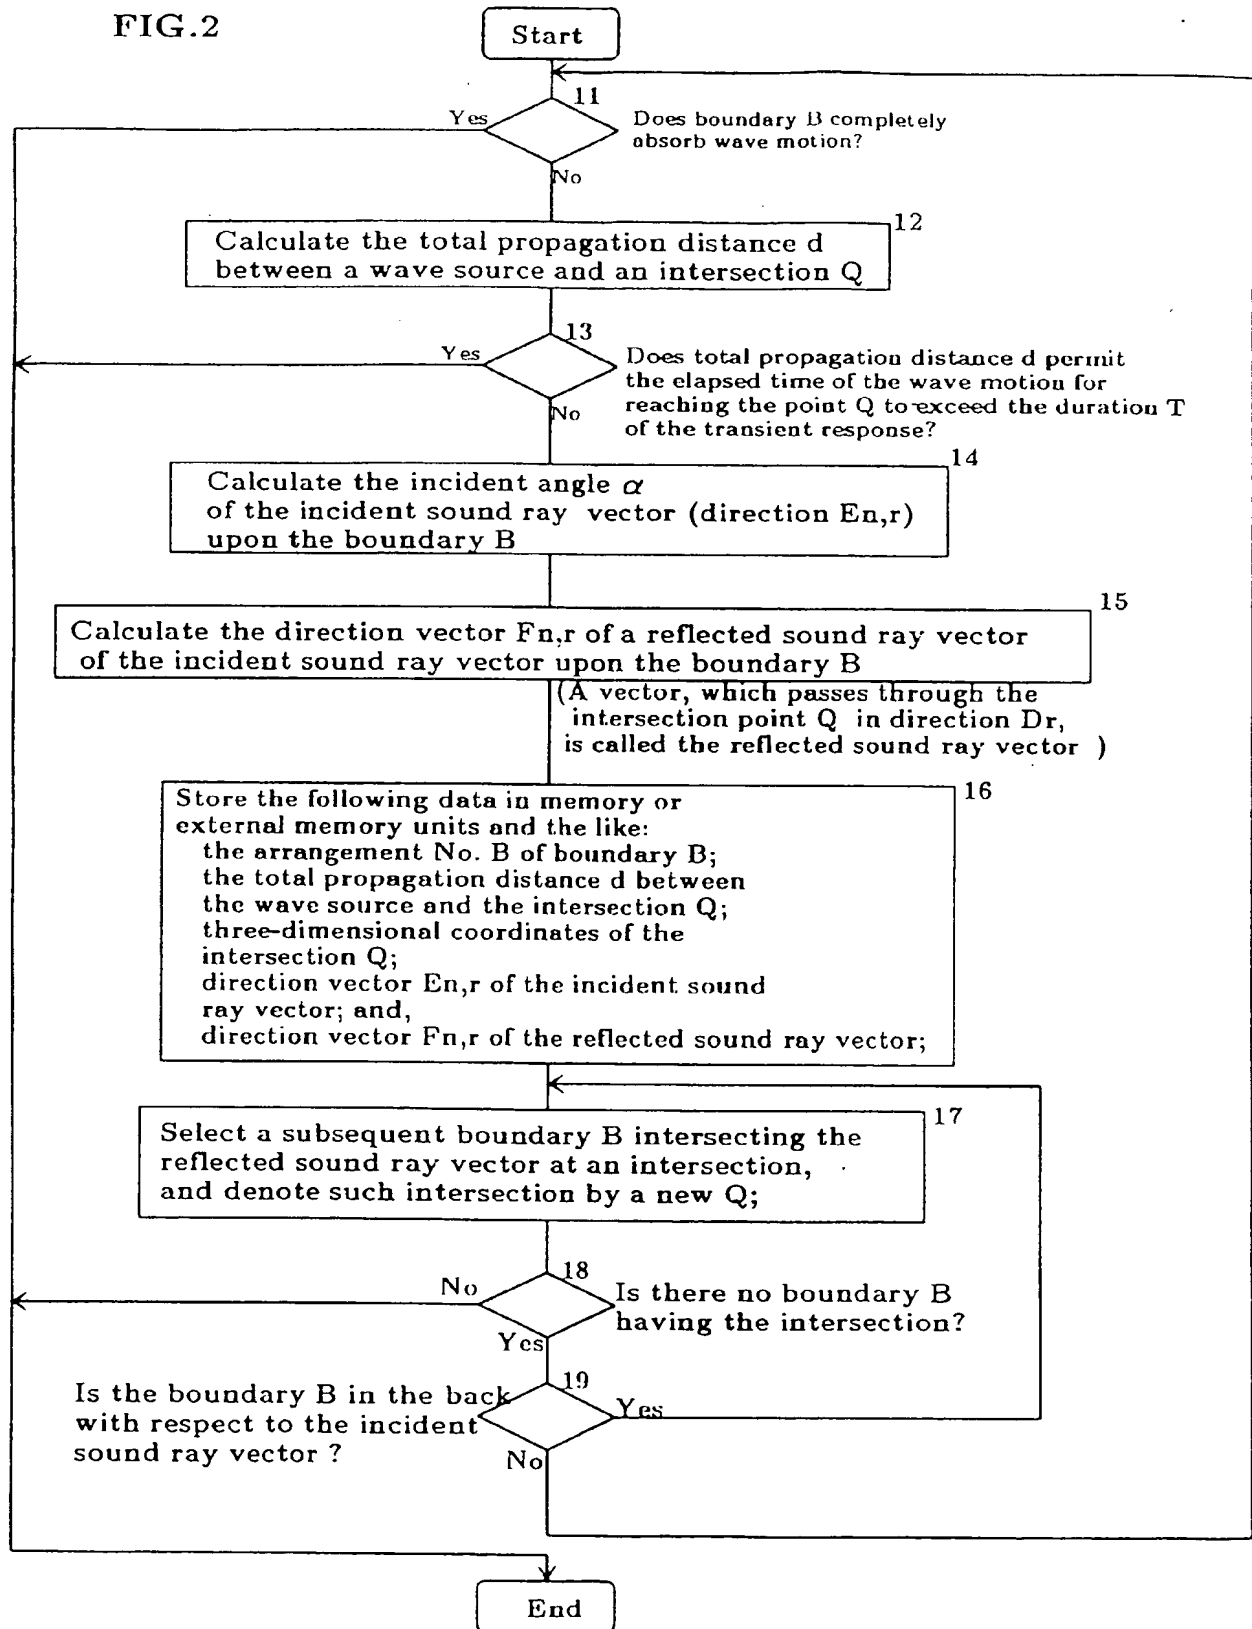 FIG.2
Start
11
Yes
Does boundary B completely
absorb wave motion?
No
12
Calculate the total propagation distance d
between a wave source and an intersection Q
13
Yes
Does total propagation distance d permit
the elapsed time of the wave motion for
reaching the point Q to exceed the duration T
of the transient response?
No
14
Calculate the incident angle α
of the incident sound ray vector (direction En,r)
upon the boundary B
15
Calculate the direction vector Fn,r of a reflected sound ray vector
of the incident sound ray vector upon the boundary B
(A vector, which passes through the
intersection point Q in direction Dr,
is called the reflected sound ray vector )
16
Store the following data in memory or
external memory units and the like:
the arrangement No. B of boundary B;
the total propagation distance d between
the wave source and the intersection Q;
three-dimensional coordinates of the
intersection Q;
direction vector En,r of the incident sound
ray vector; and,
direction vector Fn,r of the reflected sound ray vector;
17
Select a subsequent boundary B intersecting the
reflected sound ray vector at an intersection,
and denote such intersection by a new Q;
18
No
Is there no boundary B
having the intersection?
Yes
19
Is the boundary B in the back
with respect to the incident
sound ray vector ?
Yes
No
End